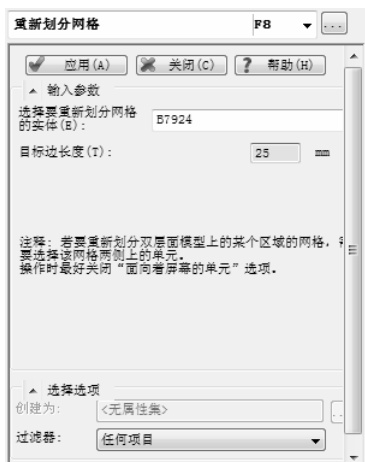 重新划分网格 F8 ...
应用(A) 关闭(C) ? 帮助(H)
输入参数
选择要重新划分网格
的实体(E): B7924
目标边长度(T): 25 mm
注释: 若要重新划分双层面模型上的某个区域的网格,
要选择该网格两侧上的单元。
操作时最好关闭“面向着屏幕的单元”选项。
选择选项
创建为: <无属性集>
过滤器: 任何项目